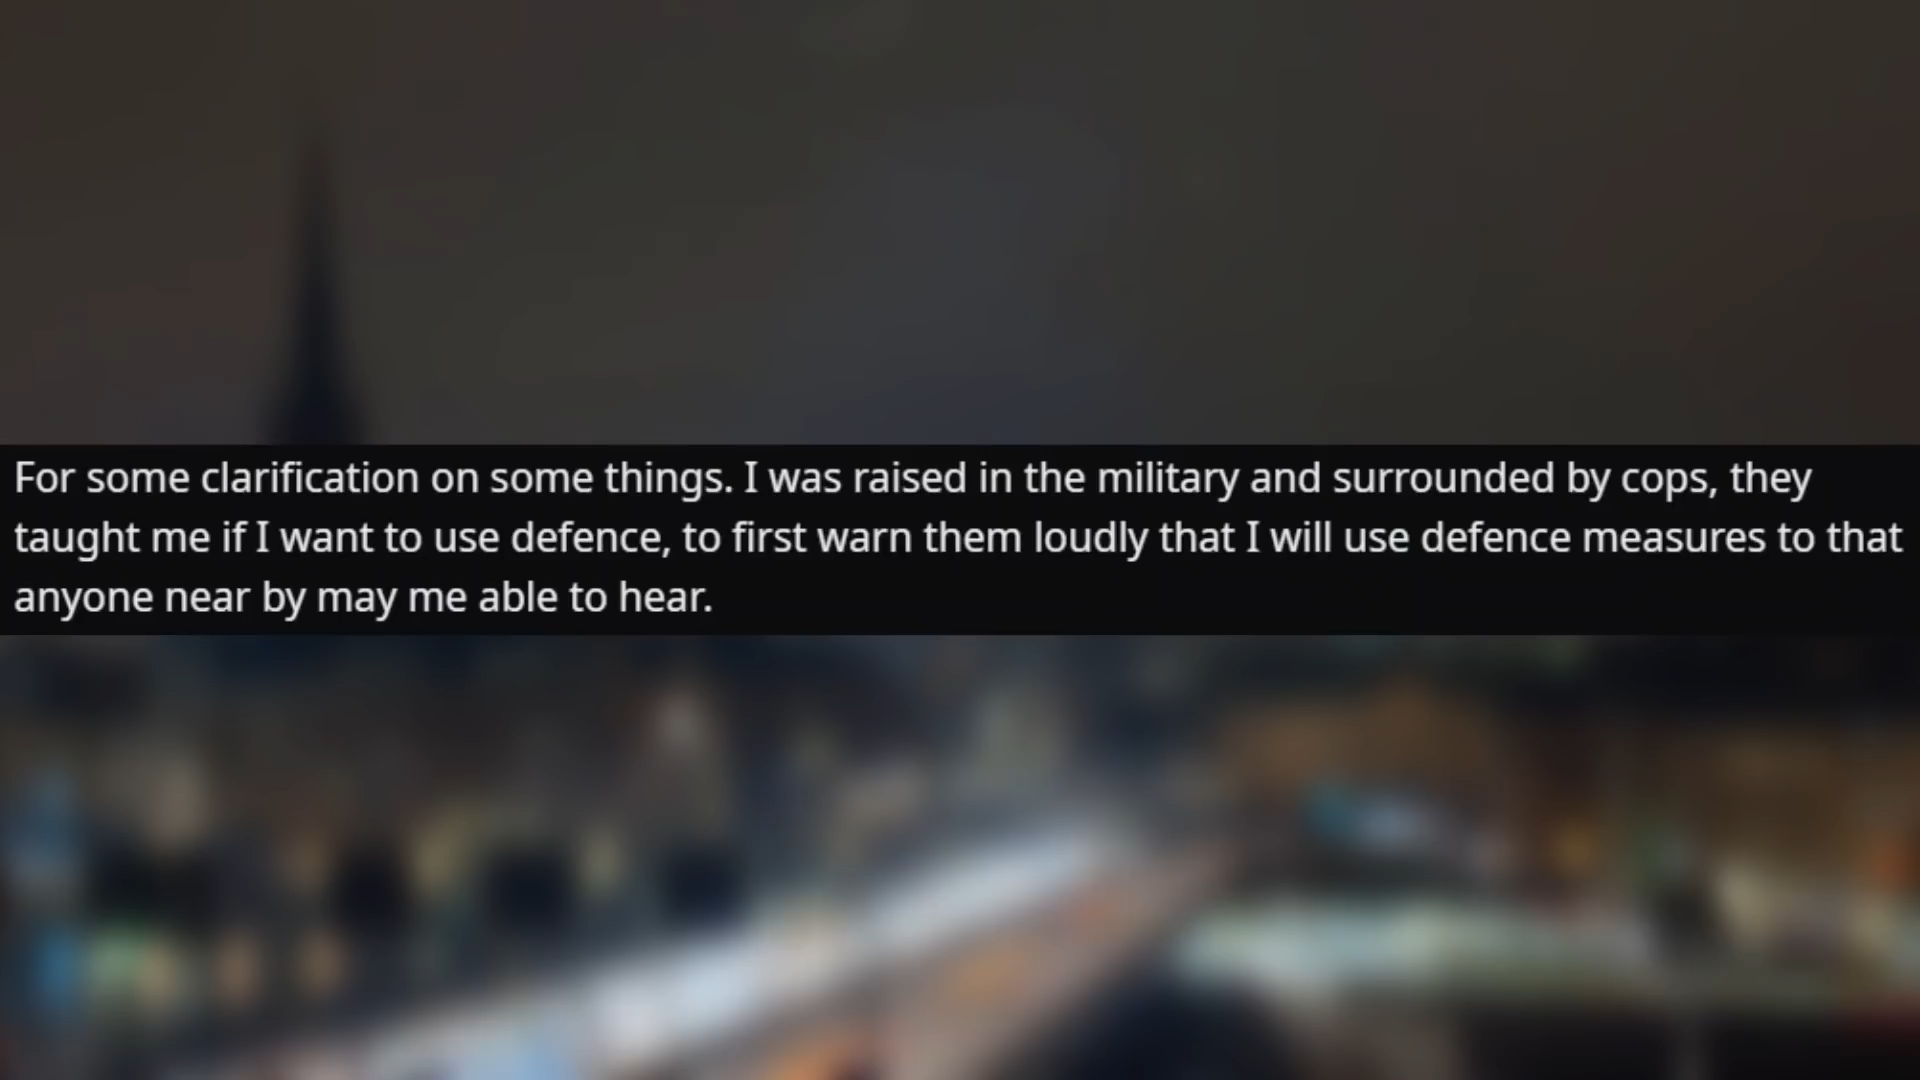 For some clarification on some things. I was raised in the military and surrounded by cops, they
taught me if I want to use defence, to first warn them loudly that I will use defence measures to that
anyone near by may me able to hear.